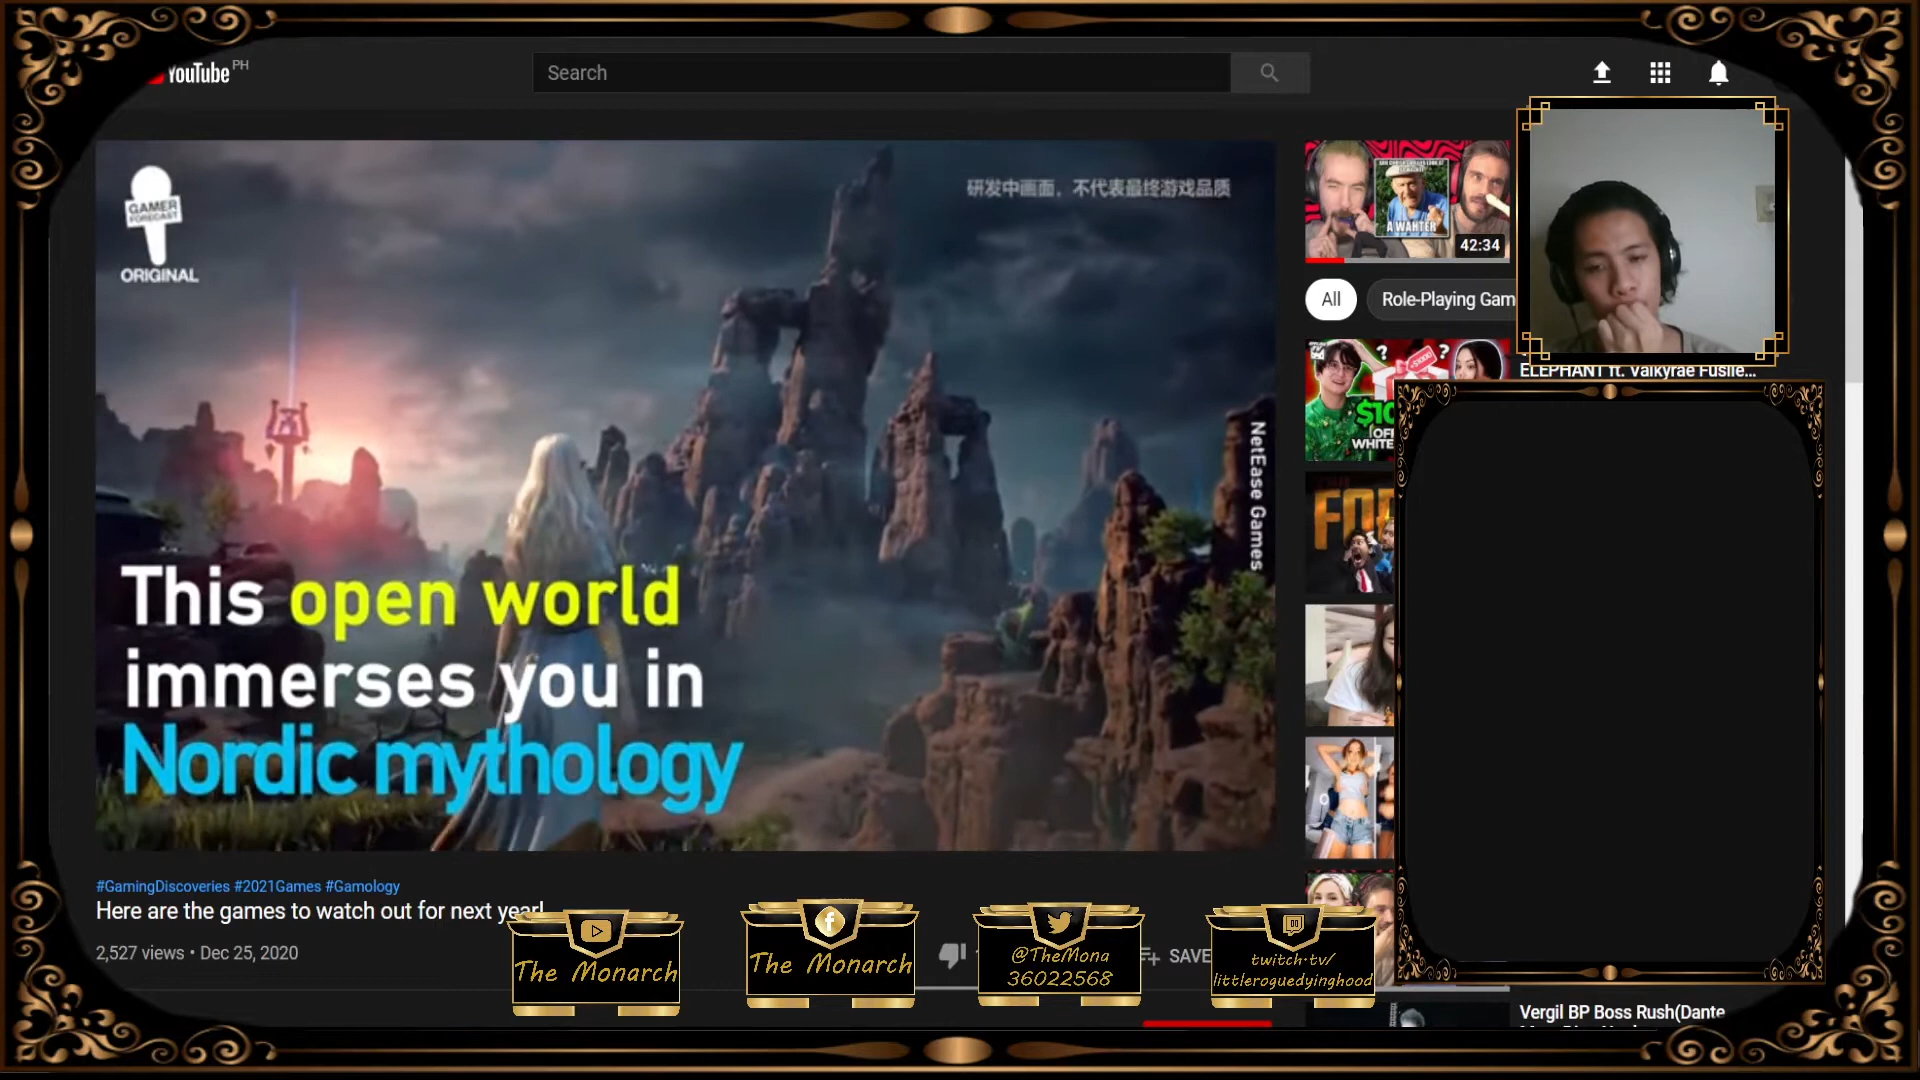 YouTube PH
Search
GAMER
FORECAST
ORIGINAL
研发中画面，不代表最终游戏品质
NetEase Games
This open world
immerses you in
Nordic mythology
A WAHTER
42:34
All
Role-Playing Gam
ELEPHANT ft. Valkyrae Fuslie...
$10
OF
WHITE
FO
#GamingDiscoveries #2021Games #Gamology
Here are the games to watch out for next year!
2,527 views • Dec 25, 2020
SAVE
The Monarch
The Monarch
@TheMona
36022568
twitch.tv/
littleroguedyinghood
Vergil BP Boss Rush(Dante